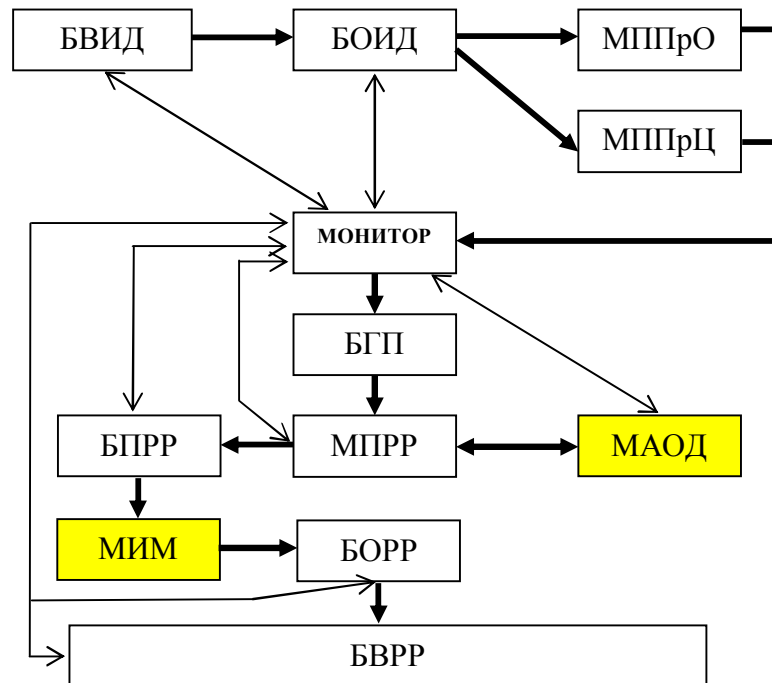 БВИД
БОИД
МППрО
МППрЦ
МОНИТОР
БГП
БПРР
МПРР
МАОД
МИМ
БОРР
БВРР